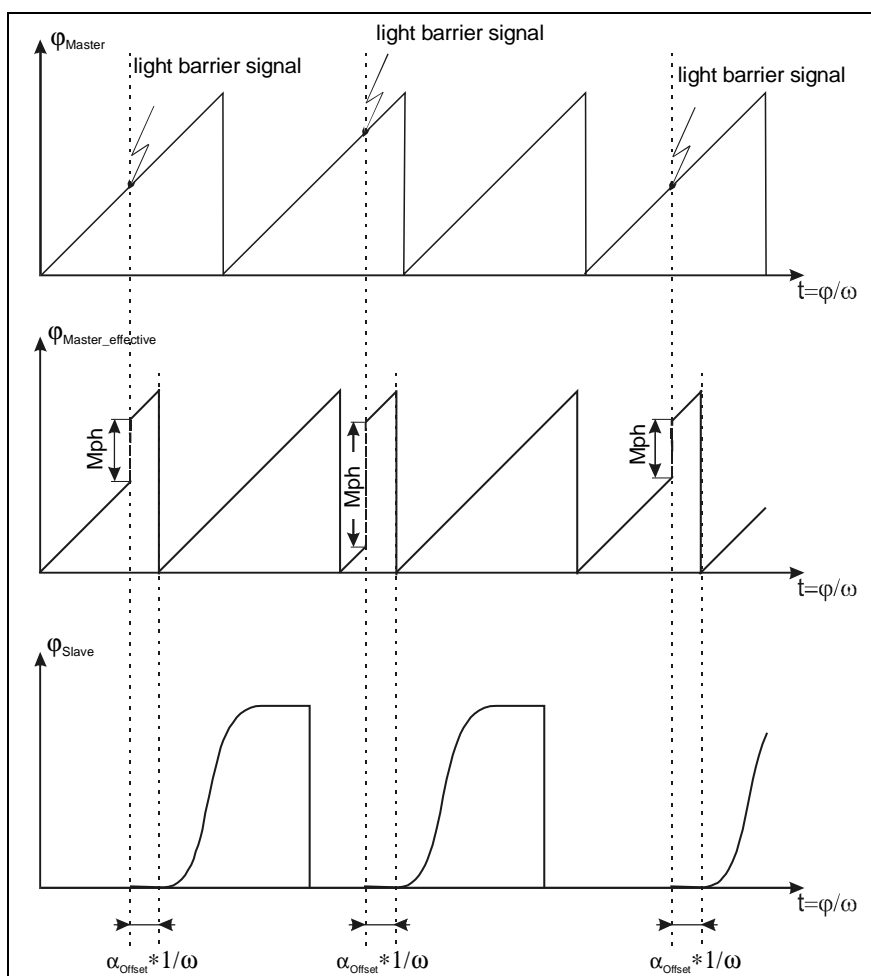 light barrier signal
φMaster
light barrier signal
light barrier signal
t=φ/ω
φMaster_effective
Mph
Mph
Mph
t=φ/ω
φSlave
t=φ/ω
αOffset*1/ω
αOffset*1/ω
αOffset*1/ω